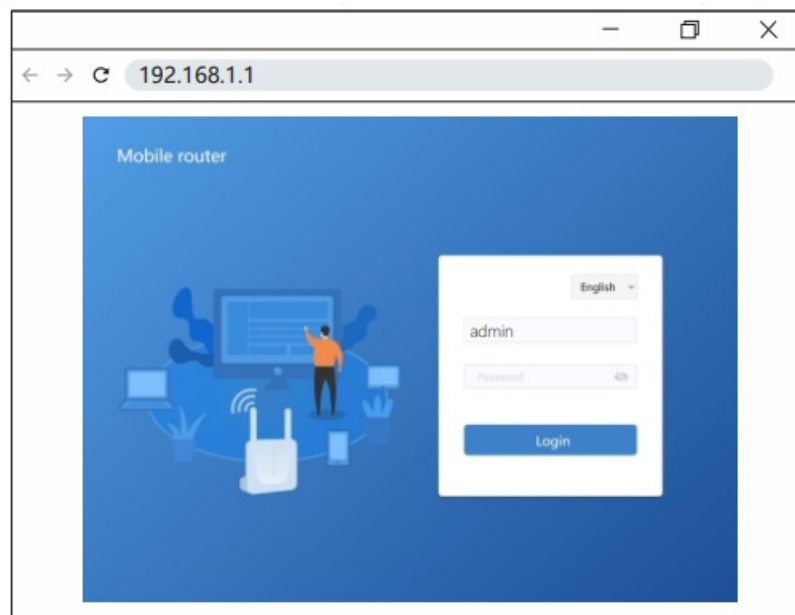 192.168.1.1
Mobile router
English
admin
Password
Login